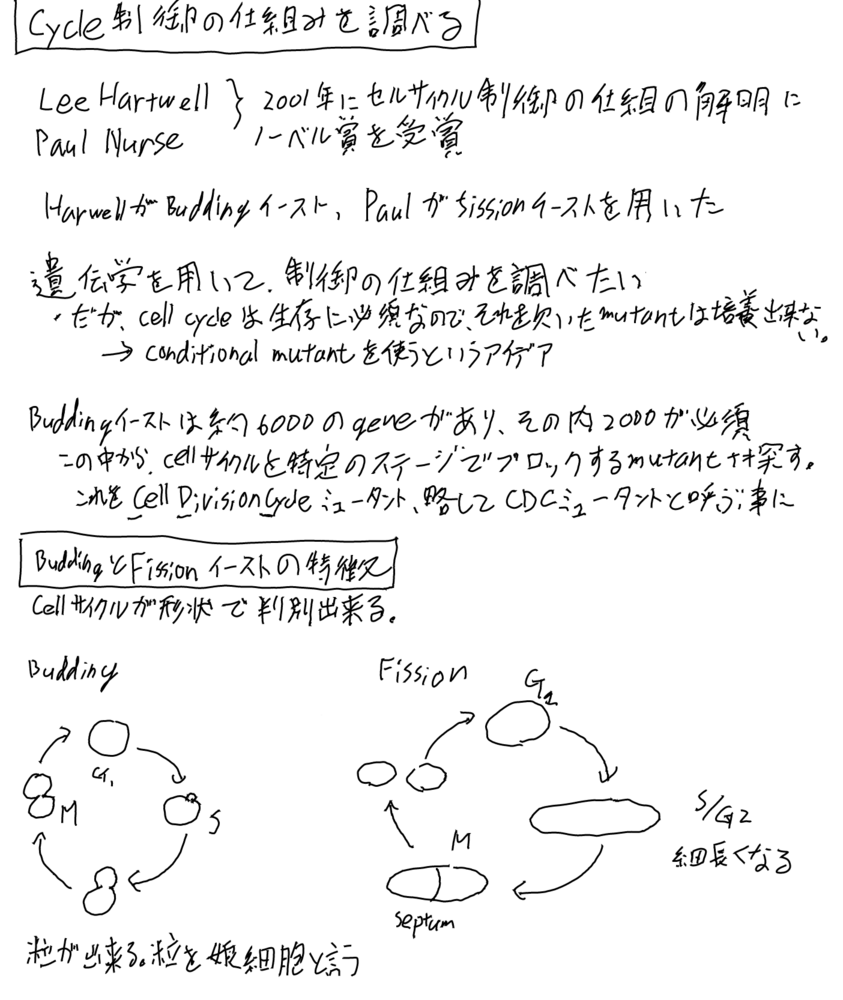 Cycle制御の仕組みを調べる
Lee Hartwell
Paul Nurse
} 2001年にセルサイクル制御の仕組の解明に
ノーベル賞を受賞
HarwellがBuddingイースト、Paulがfissionイーストを用いた
遺伝学を用いて、制御の仕組みを調べたい
・だが、cell cycleは生存に必須なので、それを欠いたmutantは培養出来な
い。
→ conditional mutantを使うというアイデア
Buddingイーストは約6000のgeneがあり、その内2000が必須
この中から、cellサイクルを特定のステージでブロックするmutantを探す。
これをCell Division Cycleミュータント、略してCDCミュータントと呼ぶ事に
BuddingとFissionイーストの特徴
Cellサイクルが形状で判別出来る。
Budding
Fission
G1
S
M
G1
S/G2
細長くなる
M
septum
粒が出来る。粒を娘細胞と言う